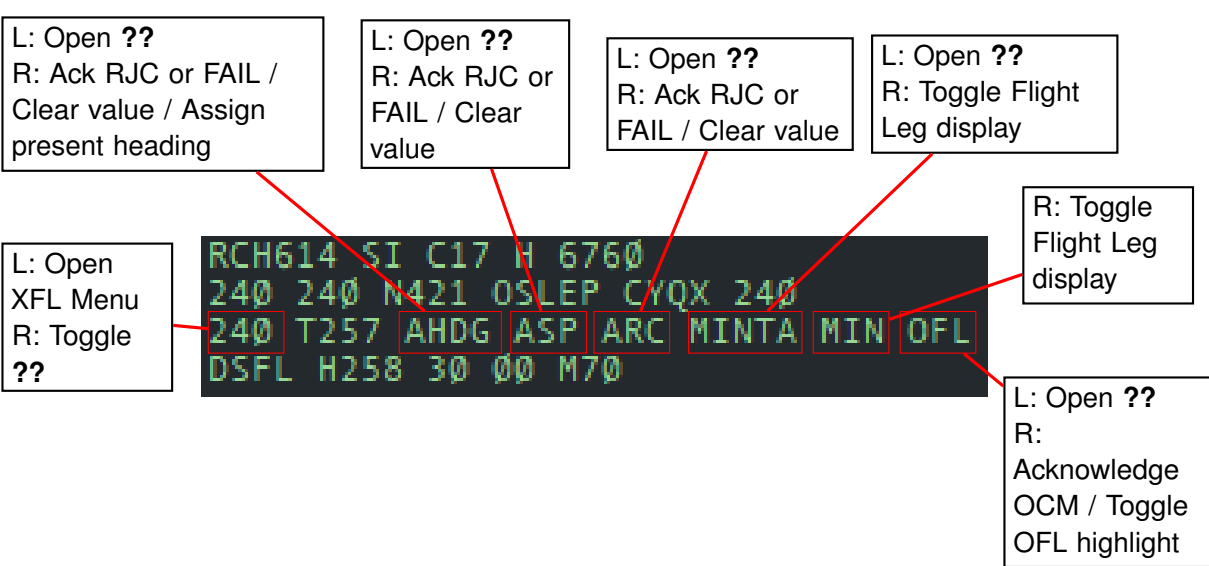 L: Open ??
R: Ack RJC or FAIL /
Clear value / Assign
present heading
L: Open ??
R: Ack RJC or
FAIL / Clear
value
L: Open ??
R: Ack RJC or
FAIL / Clear value
L: Open ??
R: Toggle Flight
Leg display
R: Toggle
Flight Leg
display
L: Open
XFL Menu
R: Toggle
??
RCH614 SI C17 H 6760
240 240 N421 OSLEP CYQX 240
240 T257 AHDG ASP ARC MINTA MIN OFL
DSFL H258 30 00 M70
L: Open ??
R:
Acknowledge
OCM / Toggle
OFL highlight